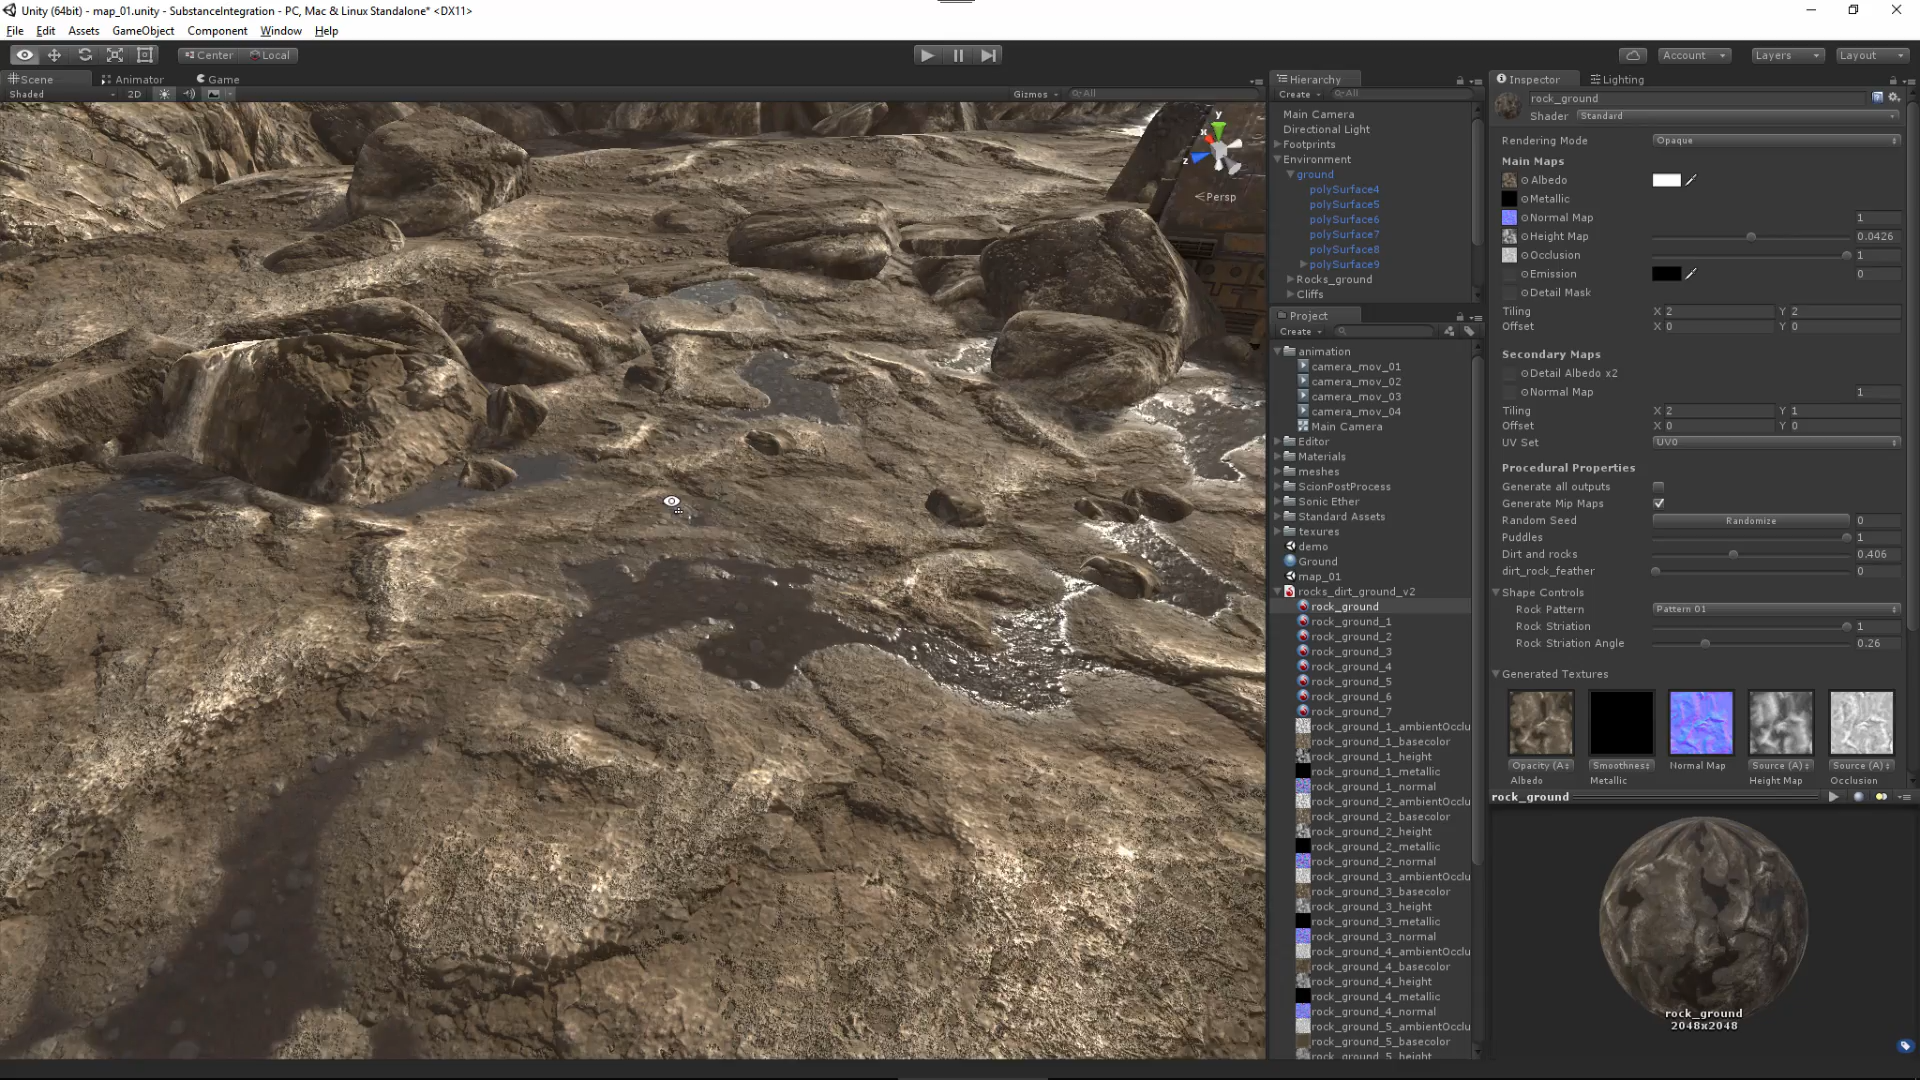 Unity (64bit) - map_01.unity - SubstanceIntegration - PC, Mac & Linux Standalone* <DX11>
File Edit Assets GameObject Component Window Help
Center Local
Account Layers Layout
Scene Animator Game
Shaded 2D Gizmos All
y
x
z
Persp
Hierarchy
Create All
Main Camera
Directional Light
Footprints
Environment
ground
polySurface4
polySurface5
polySurface6
polySurface7
polySurface8
polySurface9
Rocks_ground
Cliffs
Project
Create
animation
camera_mov_01
camera_mov_02
camera_mov_03
camera_mov_04
Main Camera
Editor
Materials
meshes
ScionPostProcess
Sonic Ether
Standard Assets
texures
demo
Ground
map_01
rocks_dirt_ground_v2
rock_ground
rock_ground_1
rock_ground_2
rock_ground_3
rock_ground_4
rock_ground_5
rock_ground_6
rock_ground_7
rock_ground_1_ambientOcclu
rock_ground_1_basecolor
rock_ground_1_height
rock_ground_1_metallic
rock_ground_1_normal
rock_ground_2_ambientOcclu
rock_ground_2_basecolor
rock_ground_2_height
rock_ground_2_metallic
rock_ground_2_normal
rock_ground_3_ambientOcclu
rock_ground_3_basecolor
rock_ground_3_height
rock_ground_3_metallic
rock_ground_3_normal
rock_ground_4_ambientOcclu
rock_ground_4_basecolor
rock_ground_4_height
rock_ground_4_metallic
rock_ground_4_normal
rock_ground_5_ambientOcclu
rock_ground_5_basecolor
rock_ground_5_height
Inspector Lighting
rock_ground
Shader Standard
Rendering Mode Opaque
Main Maps
Albedo
Metallic
Normal Map 1
Height Map 0.0426
Occlusion 1
Emission 0
Detail Mask
Tiling X 2 Y 2
Offset X 0 Y 0
Secondary Maps
Detail Albedo x2
Normal Map 1
Tiling X 2 Y 1
Offset X 0 Y 0
UV Set UV0
Procedural Properties
Generate all outputs
Generate Mip Maps
Random Seed Randomize 0
Puddles 1
Dirt and rocks 0.406
dirt_rock_feather 0
Shape Controls
Rock Pattern Pattern 01
Rock Striation 1
Rock Striation Angle 0.26
Generated Textures
Opacity (A Smoothness Normal Map Source (A) Source (A)
Albedo Metallic Height Map Occlusion
rock_ground
rock_ground
2048x2048